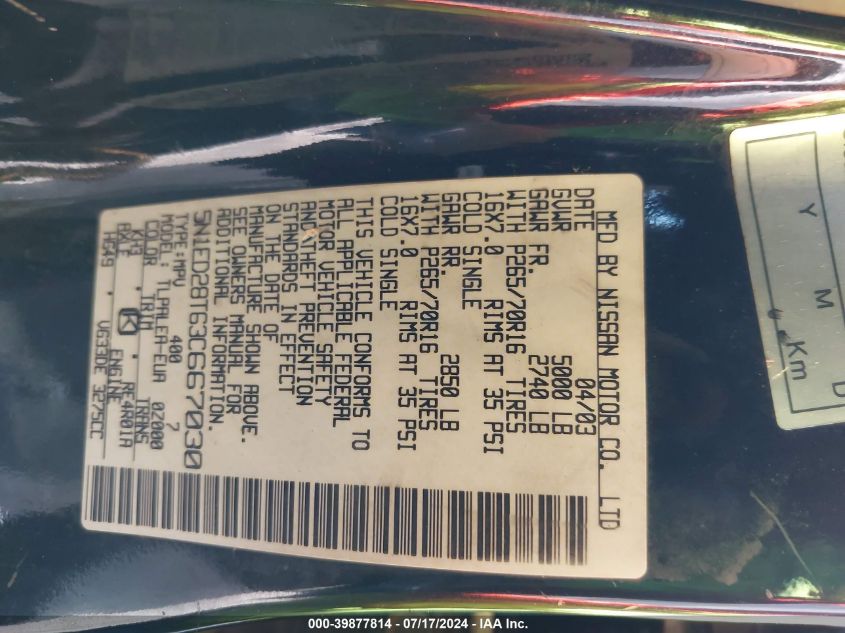 MFD BY NISSAN MOTOR CO. LTD
DATE 04/03
GVWR 5000 LB
GAWR FR. 2740 LB
WITH P265/70R16 TIRES
16X7.0 RIMS AT 35 PSI
COLD SINGLE
GAWR RR. 2850 LB
WITH P265/70R16 TIRES
16X7.0 RIMS AT 35 PSI
COLD SINGLE
THIS VEHICLE CONFORMS TO
ALL APPLICABLE FEDERAL
MOTOR VEHICLE SAFETY
AND THEFT PREVENTION
STANDARDS IN EFFECT
ON THE DATE OF
MANUFACTURE SHOWN ABOVE.
SEE OWNERS MANUAL FOR
ADDITIONAL INFORMATION.
5N1ED28T63C667030
TYPE:MPV 408 7
MODEL: TLPALEA-EUA 02000
COLOR TRIM TRANS
KH3 K RE4R01A
AXLE ENGINE
HG49 VG33DE 3275CC
Y M D
Km
000-39877814 - 07/17/2024 - IAA Inc.